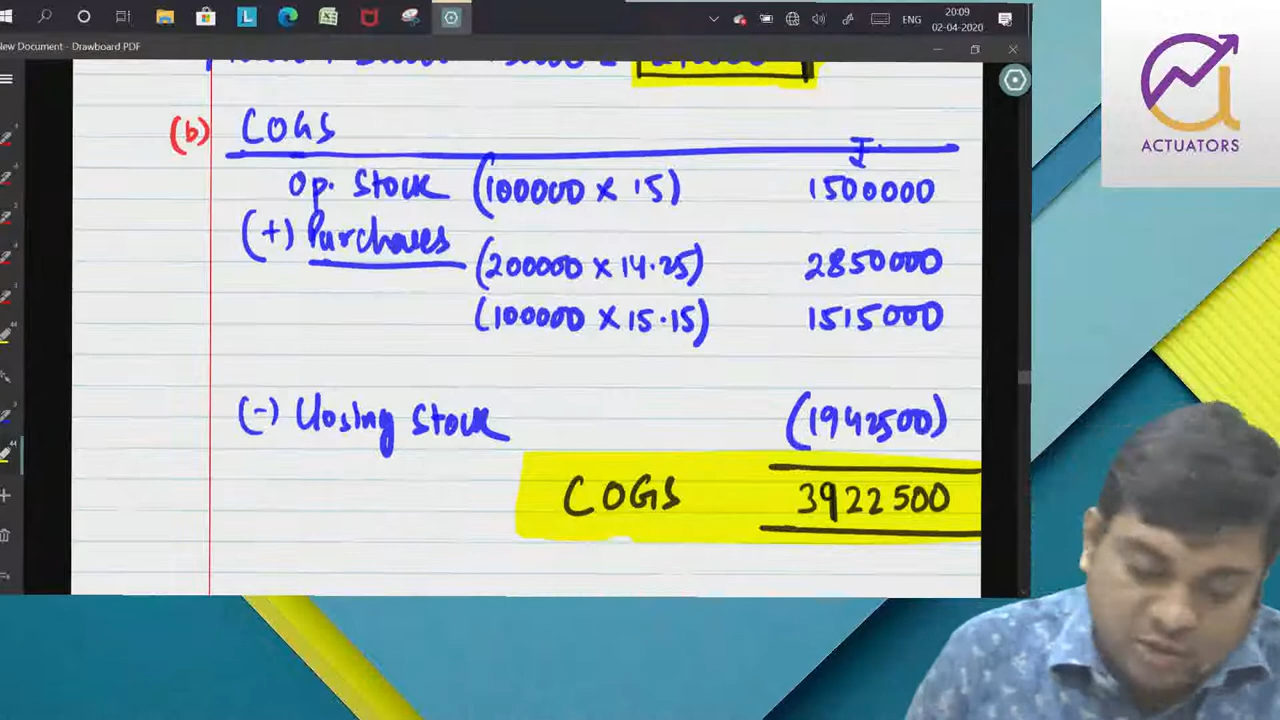 20:09
ENG
02-04-2020
New Document - Drawboard PDF
ACTUATORS
(b) COGS
Op. Stock (100000 × 15) 1500000
(+) Purchases
(200000 × 14.25) 2850000
(100000 × 15.15) 1515000
(-) Closing Stock (1942500)
COGS 3922500